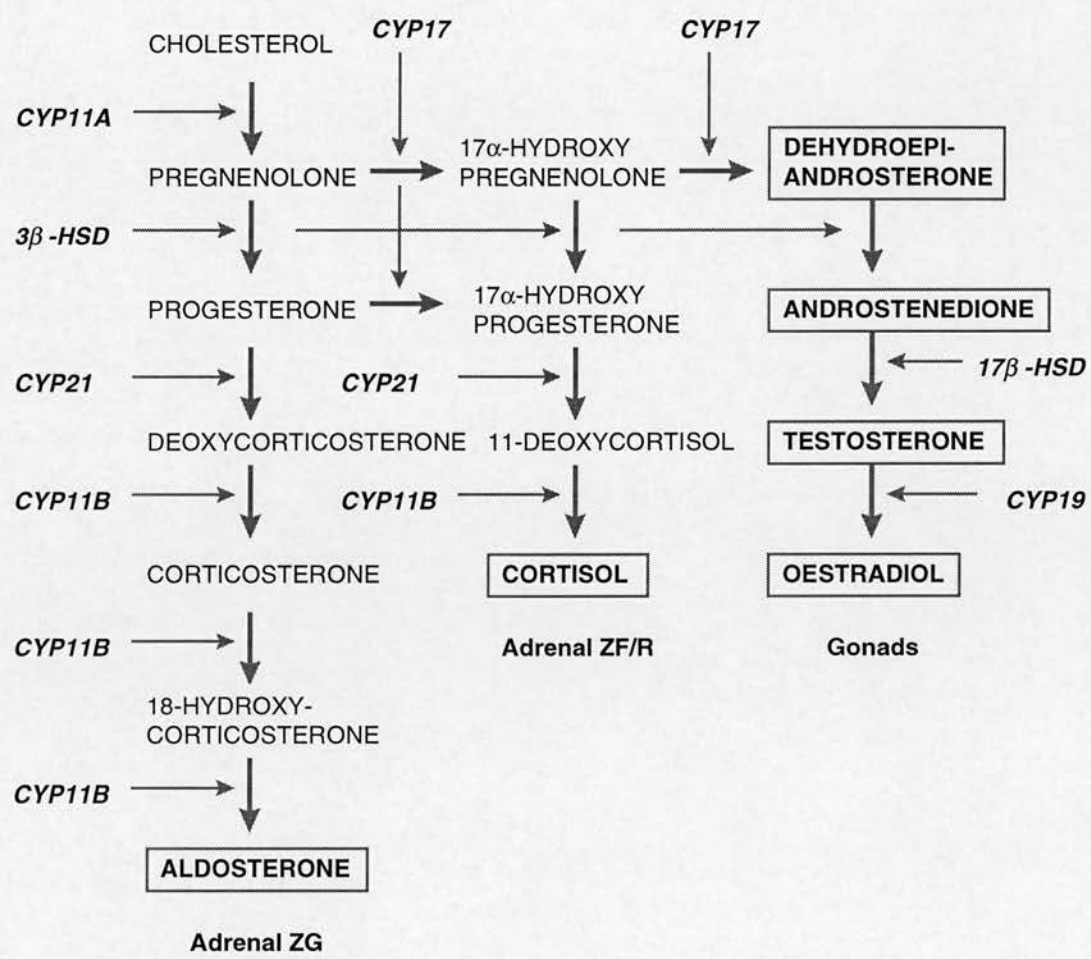 CYP17
CYP17
CHOLESTEROL
CYP11A
17α-HYDROXY
PREGNENOLONE
PREGNENOLONE
DEHYDROEPI-
ANDROSTERONE
3β-HSD
PROGESTERONE
17α-HYDROXY
PROGESTERONE
ANDROSTENEDIONE
CYP21
CYP21
17β-HSD
DEOXYCORTICOSTERONE
11-DEOXYCORTISOL
TESTOSTERONE
CYP11B
CYP11B
CYP19
CORTICOSTERONE
CORTISOL
OESTRADIOL
CYP11B
Adrenal ZF/R
Gonads
18-HYDROXY-
CORTICOSTERONE
CYP11B
ALDOSTERONE
Adrenal ZG